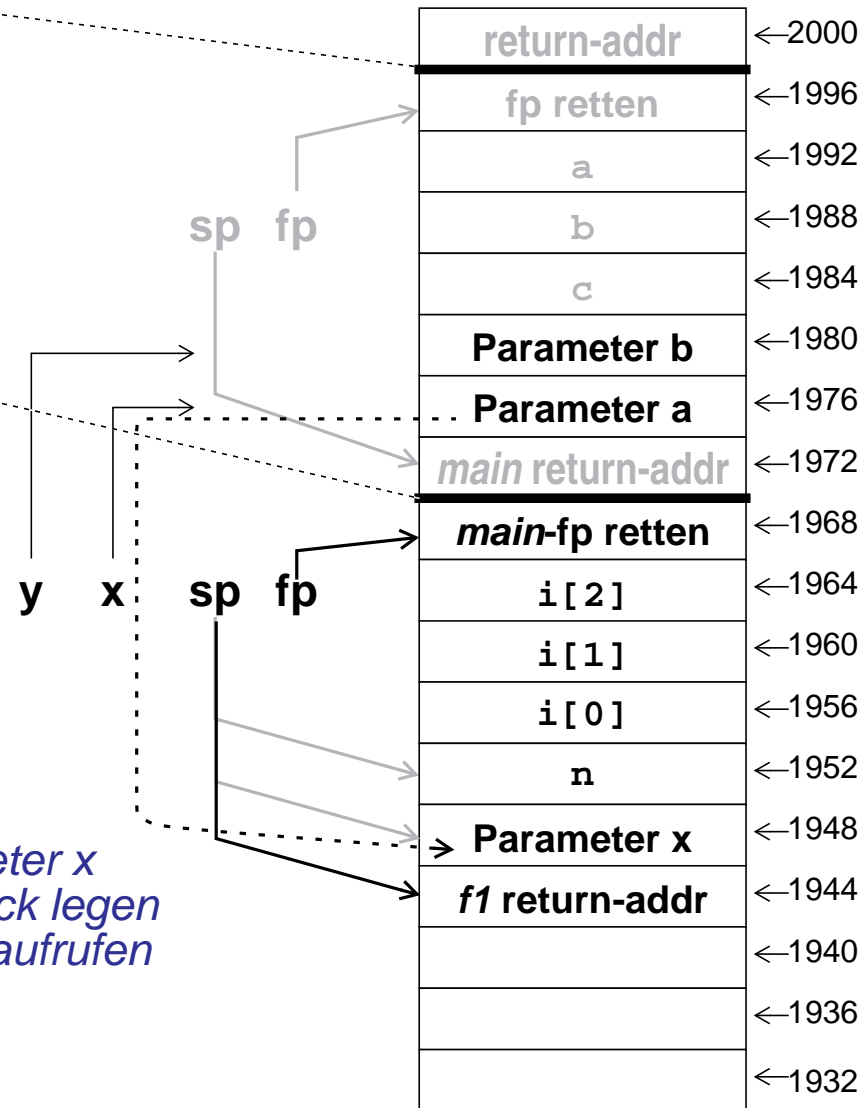 return-addr 2000
fp retten 1996
a 1992
sp fp b 1988
c 1984
Parameter b 1980
Parameter a 1976
main return-addr 1972
main-fp retten 1968
y x sp fp i[2] 1964
i[1] 1960
i[0] 1956
n 1952
Parameter x 1948
eter x
f1 return-addr 1944
ck legen
aufrufen 1940
1936
1932